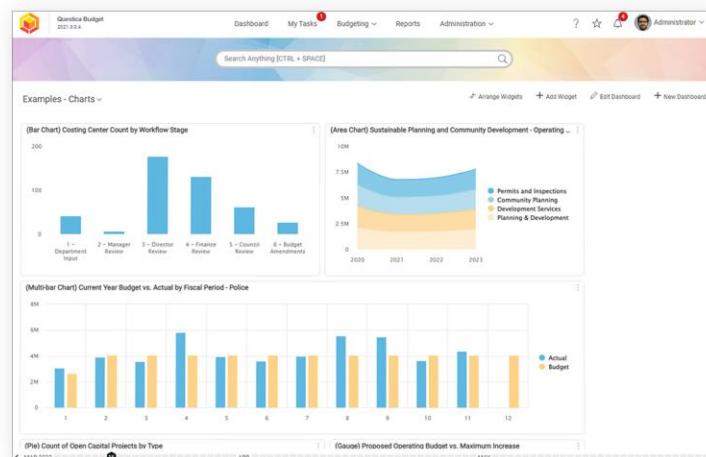 Questica Budget
2021.3.0.4
Dashboard
My Tasks
1
Budgeting
Reports
Administration
?
4
Administrator
Search Anything [CTRL + SPACE]
Examples - Charts
Arrange Widgets
Add Widget
Edit Dashboard
New Dashboard
(Bar Chart) Costing Center Count by Workflow Stage
200
100
0
1 - Department Input
2 - Manager Review
3 - Director Review
4 - Finance Review
5 - Council Review
6 - Budget Amendments
(Area Chart) Sustainable Planning and Community Development - Operating ...
10M
7.5M
5M
2.5M
0
2020 2021 2022 2023
Permits and Inspections
Community Planning
Development Services
Planning & Development
(Multi-bar Chart) Current Year Budget vs. Actual by Fiscal Period - Police
8M
6M
4M
2M
0
1 2 3 4 5 6 7 8 9 10 11 12
Actual
Budget
(Pie) Count of Open Capital Projects by Type
(Gauge) Proposed Operating Budget vs. Maximum Increase